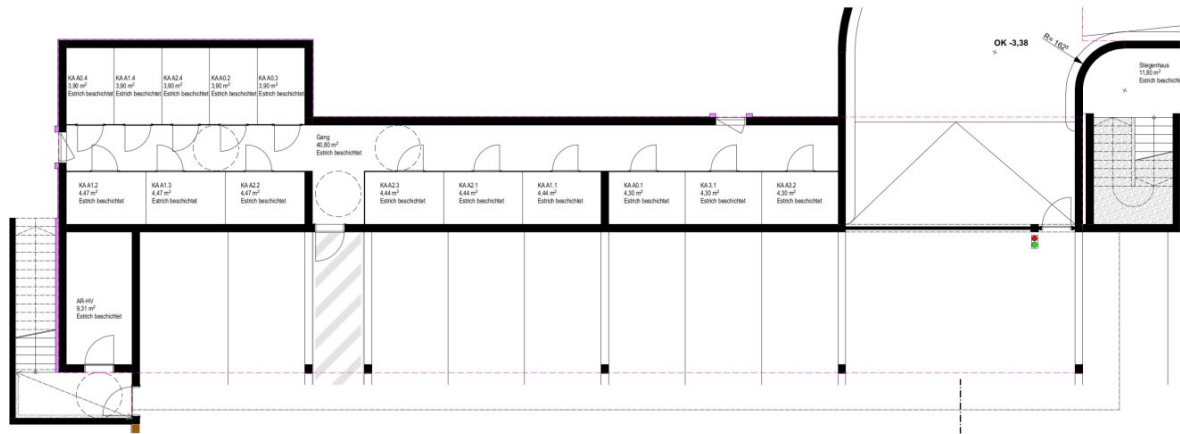 KA A0.4
3,90 m²
Estrich beschichtet
KA A1.4
3,90 m²
Estrich beschichtet
KA A2.4
3,90 m²
Estrich beschichtet
KA A0.2
3,90 m²
Estrich beschichtet
KA A0.3
3,90 m²
Estrich beschichtet
OK -3,38
R= 162⁵
Stiegenhaus
11,80 m²
Estrich beschichtet
Gang
40,80 m²
Estrich beschichtet
KA A1.2
4,47 m²
Estrich beschichtet
KA A1.3
4,47 m²
Estrich beschichtet
KA A2.2
4,47 m²
Estrich beschichtet
KA A2.3
4,44 m²
Estrich beschichtet
KA A2.1
4,44 m²
Estrich beschichtet
KA A1.1
4,44 m²
Estrich beschichtet
KA A0.1
4,30 m²
Estrich beschichtet
KA 3.1
4,30 m²
Estrich beschichtet
KA A3.2
4,30 m²
Estrich beschichtet
AR-HV
9,31 m²
Estrich beschichtet